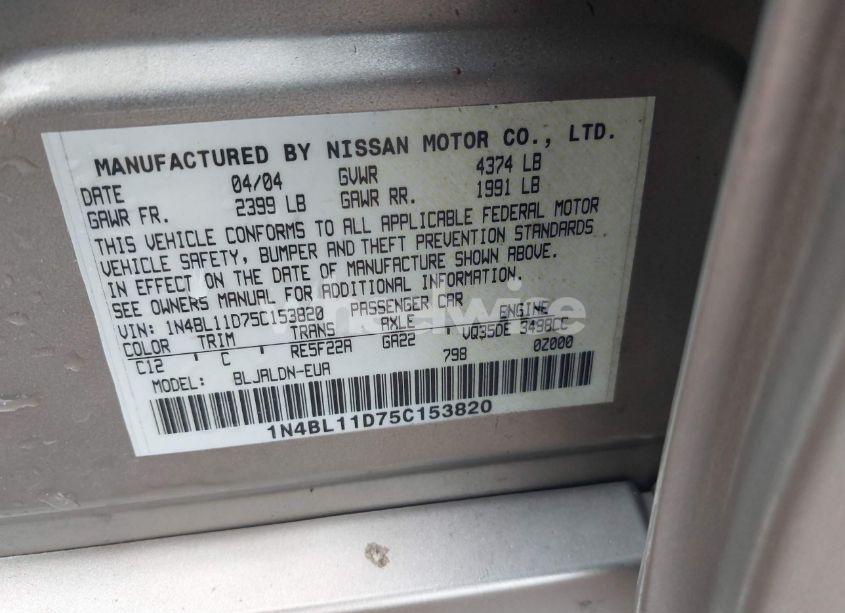 MANUFACTURED BY NISSAN MOTOR CO., LTD.
DATE 04/04 GVWR 4374 LB
GAWR FR. 2399 LB GAWR RR. 1991 LB
THIS VEHICLE CONFORMS TO ALL APPLICABLE FEDERAL MOTOR
VEHICLE SAFETY, BUMPER AND THEFT PREVENTION STANDARDS
IN EFFECT ON THE DATE OF MANUFACTURE SHOWN ABOVE.
SEE OWNERS MANUAL FOR ADDITIONAL INFORMATION.
VIN: 1N4BL11D75C153820 PASSENGER CAR
COLOR TRIM TRANS AXLE ENGINE
C12 C RE5F22A GA22 VQ35DE 3498CC
MODEL: BLJALDN-EUA 798 0Z000
1N4BL11D75C153820